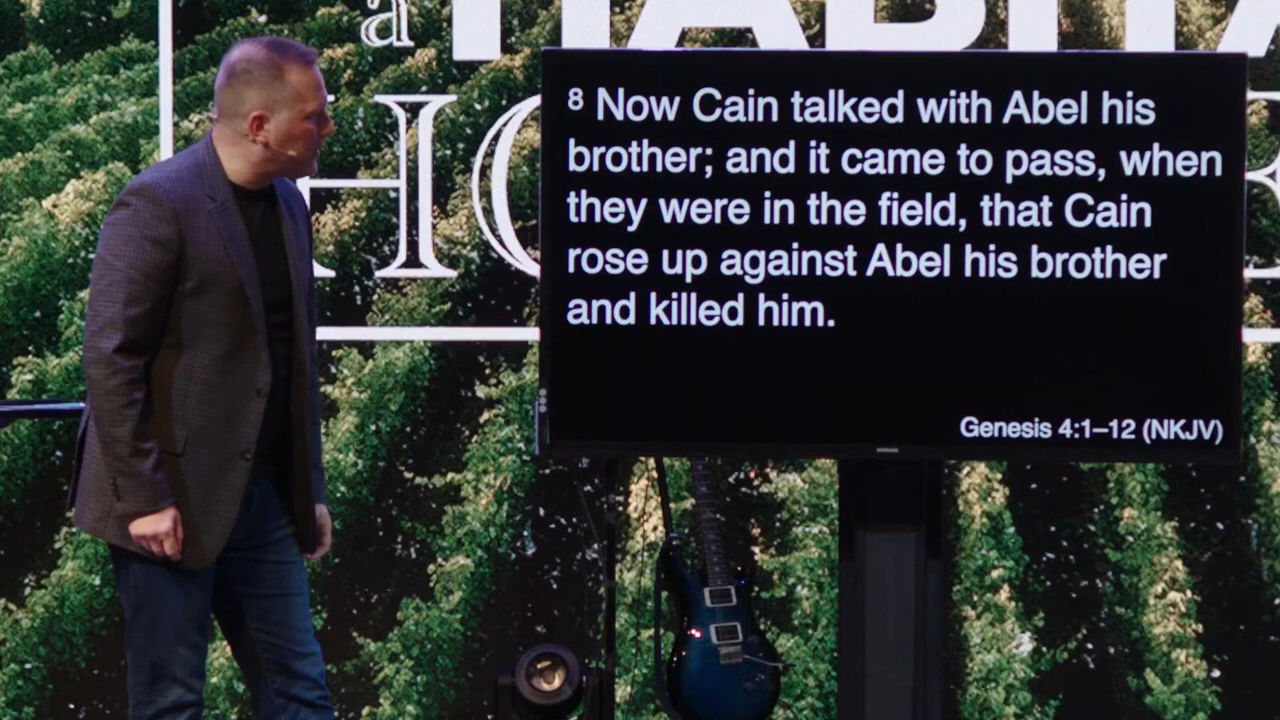 a
8 Now Cain talked with Abel his
brother; and it came to pass, when
they were in the field, that Cain
rose up against Abel his brother
and killed him.
Genesis 4:1–12 (NKJV)